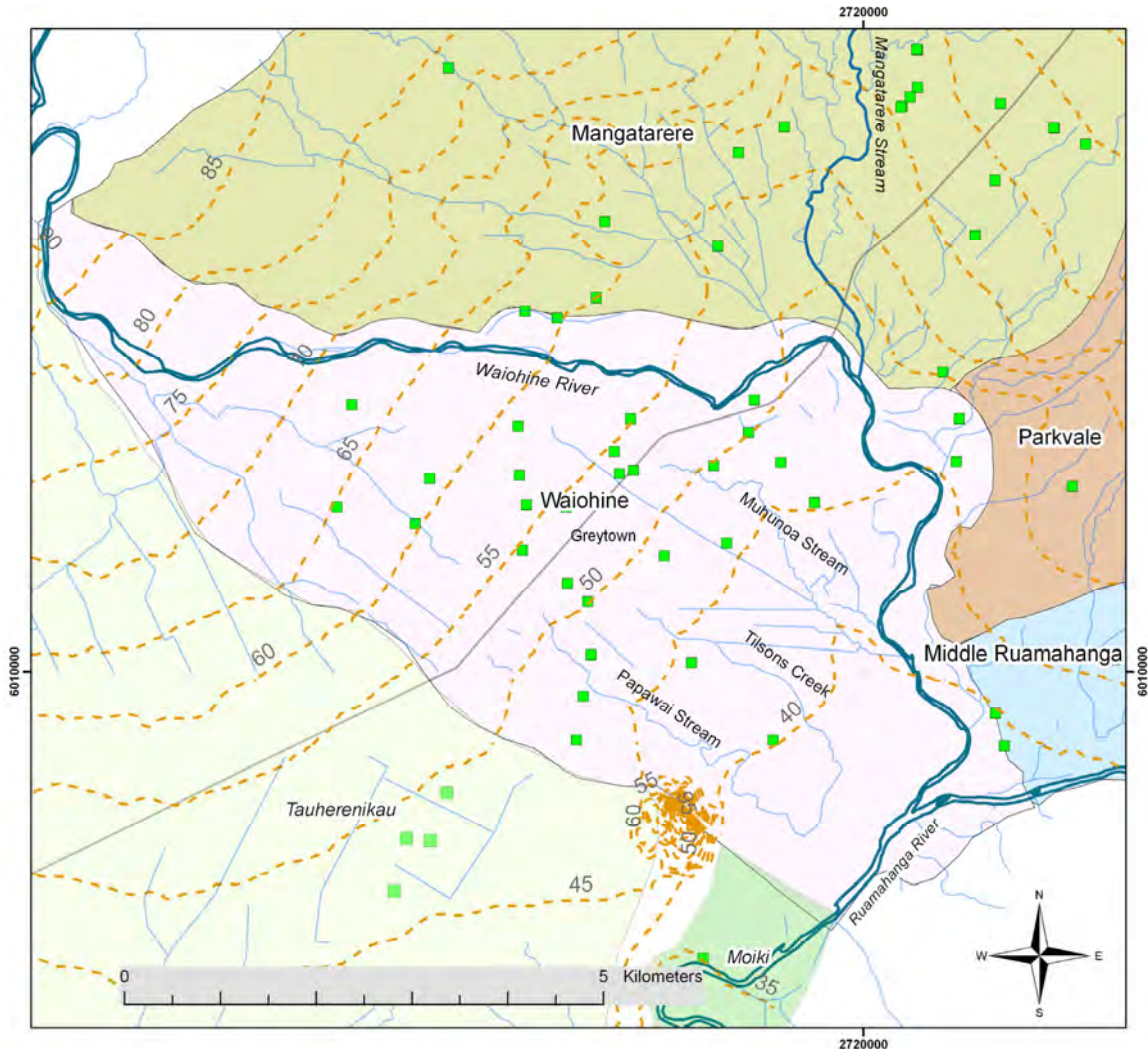 2720000
Mangatarere Stream
Mangatarere
85
80
80
80
75
Waiohine River
Parkvale
65
Waiohine
Muhunoa Stream
Greytown
55
50
60
Tilsons Creek
Middle Ruamahanga
6010000
6010000
Papawai Stream
40
55
55
60
50
Tauherenikau
45
Ruamahanga River
N
W
E
S
Moiki
35
0
5
Kilometers
2720000